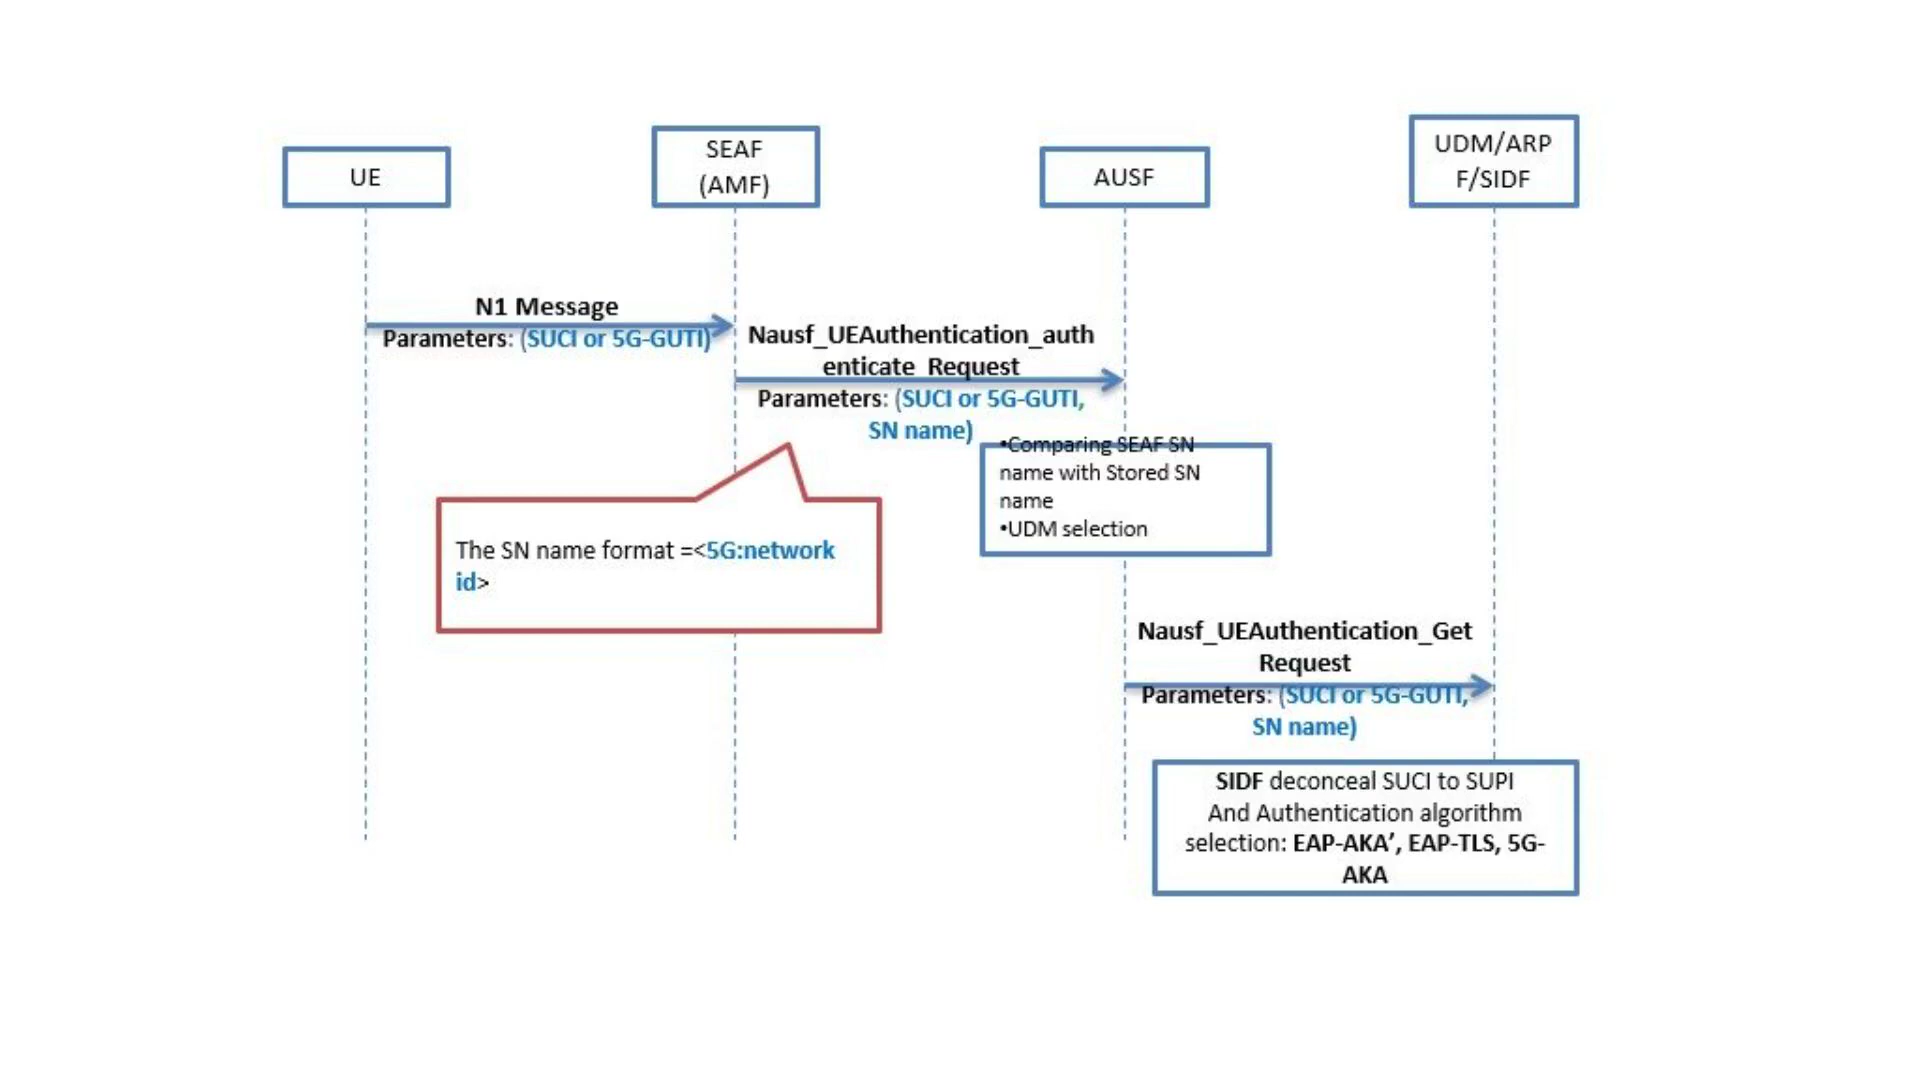 UE
SEAF
(AMF)
AUSF
UDM/ARP
F/SIDF
N1 Message
Parameters: (SUCI or 5G-GUTI)
Nausf_UEAuthentication_auth
enticate_Request
Parameters: (SUCI or 5G-GUTI,
SN name)
•Comparing SEAF SN
name with Stored SN
name
•UDM selection
The SN name format =<5G:network
id>
Nausf_UEAuthentication_Get
Request
Parameters: (SUCI or 5G-GUTI,
SN name)
SIDF deconceal SUCI to SUPI
And Authentication algorithm
selection: EAP-AKA’, EAP-TLS, 5G-
AKA